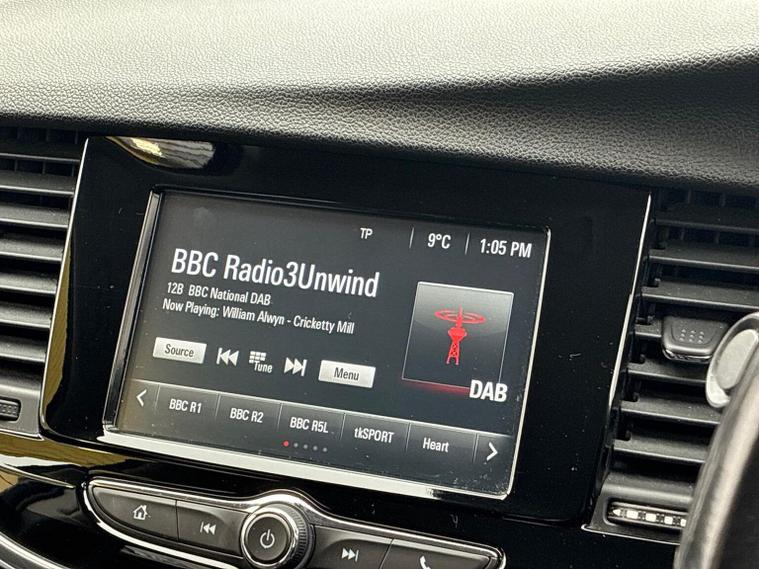 TP 9°C 1:05 PM
BBC Radio3Unwind
12B BBC National DAB
Now Playing: William Alwyn - Cricketty Mill
Source Tune Menu
DAB
BBC R1 BBC R2 BBC R5L tkSPORT Heart